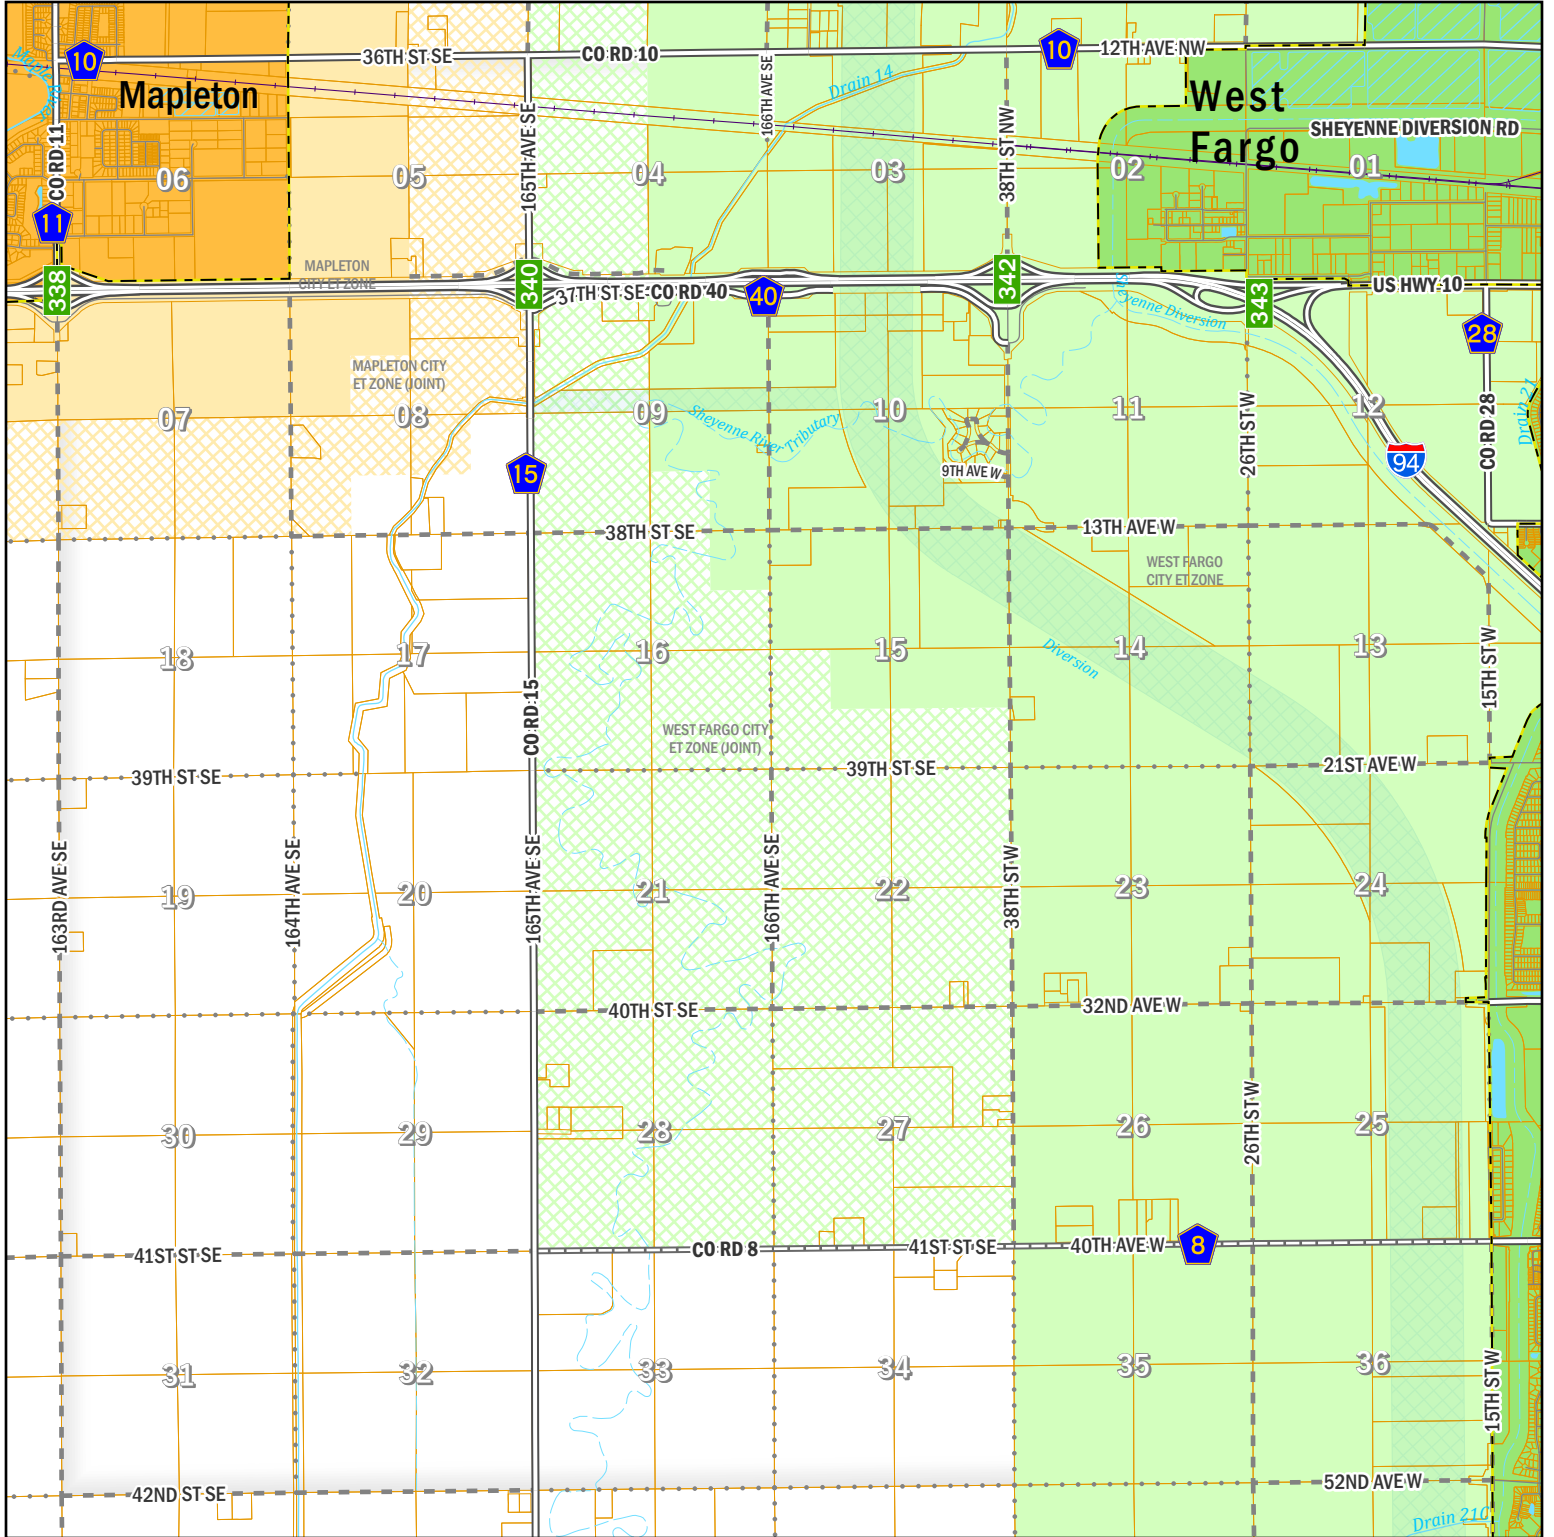 36TH ST SE
CO RD 10
12TH AVE NW
10
10
Mapleton
West
Fargo
SHEYENNE DIVERSION RD
Maple
River
Drain 14
CO RD 11
165TH AVE SE
166TH AVE SE
38TH ST NW
06
05
04
03
02
01
11
MAPLETON
CITY ET ZONE
338
340
342
343
37TH ST SE
CO RD 40
40
US HWY 10
Sheyenne Diversion
28
MAPLETON CITY
ET ZONE (JOINT)
07
08
09
10
11
12
Sheyenne River Tributary
26TH ST W
CO RD 28
Drain 21
94
15
9TH AVE W
38TH ST SE
13TH AVE W
WEST FARGO
CITY ET ZONE
18
17
16
15
14
13
Diversion
15TH ST W
CO RD 15
WEST FARGO CITY
ET ZONE (JOINT)
39TH ST SE
39TH ST SE
21ST AVE W
163RD AVE SE
164TH AVE SE
165TH AVE SE
166TH AVE SE
38TH ST W
19
20
21
22
23
24
40TH ST SE
32ND AVE W
26TH ST W
30
29
28
27
26
25
41ST ST SE
CO RD 8
41ST ST SE
40TH AVE W
8
31
32
33
34
35
36
15TH ST W
42ND ST SE
52ND AVE W
Drain 21C